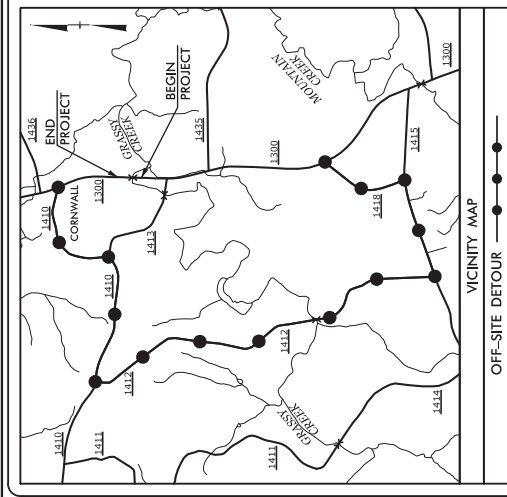 1436
END
PROJECT
GRASSY
CREEK
BEGIN
PROJECT
1410
CORNWALL
1300
1435
MOUNTAIN
CREEK
1300
1413
1410
1300
1415
1418
1410
1412
1412
1411
1411
GRASSY
CREEK
1414
VICINITY MAP
OFF-SITE DETOUR